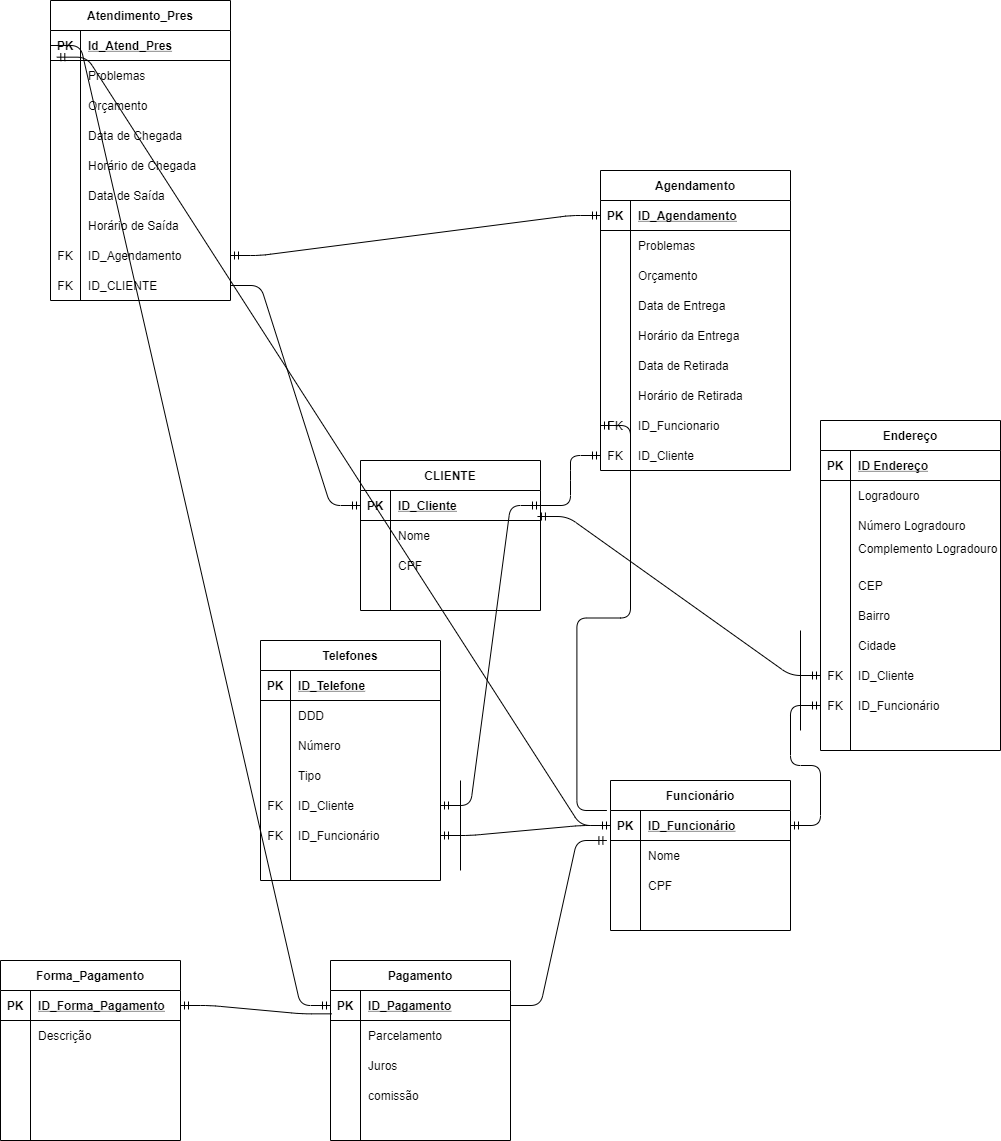 Atendimento_Pres
PK Id_Atend_Pres
Problemas
Orçamento
Data de Chegada
Horário de Chegada
Data de Saída
Horário de Saída
FK ID_Agendamento
FK ID_CLIENTE
Agendamento
PK ID_Agendamento
Problemas
Orçamento
Data de Entrega
Horário da Entrega
Data de Retirada
Horário de Retirada
FK ID_Funcionario
FK ID_Cliente
Endereço
PK ID Endereço
Logradouro
Número Logradouro
Complemento Logradouro
CEP
Bairro
Cidade
FK ID_Cliente
FK ID_Funcionário
CLIENTE
PK ID_Cliente
Nome
CPF
Telefones
PK ID_Telefone
DDD
Número
Tipo
FK ID_Cliente
FK ID_Funcionário
Funcionário
PK ID_Funcionário
Nome
CPF
Forma_Pagamento
PK ID_Forma_Pagamento
Descrição
Pagamento
PK ID_Pagamento
Parcelamento
Juros
comissão